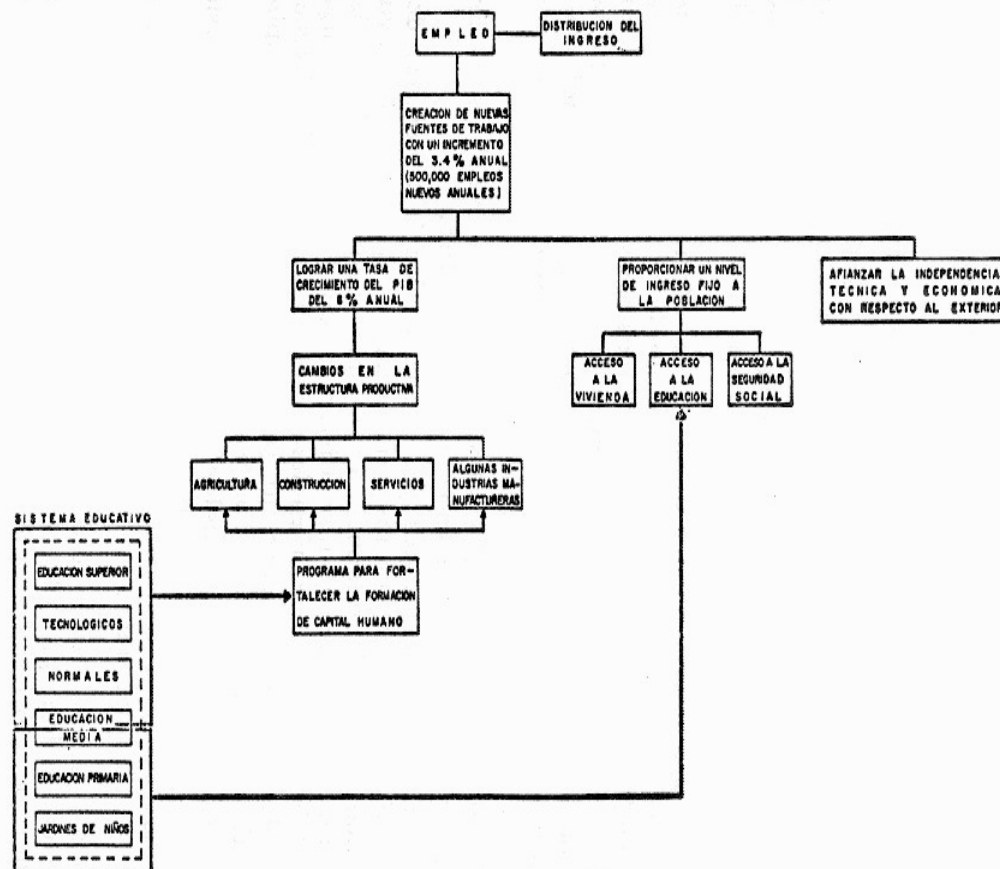 EMPLEO
DISTRIBUCION DEL
INGRESO
CREACION DE NUEVAS
FUENTES DE TRABAJO
CON UN INCREMENTO
DEL 3.4% ANUAL
(500,000 EMPLEOS
NUEVOS ANUALES)
LOGRAR UNA TASA DE
CRECIMIENTO DEL PIB
DEL 6% ANUAL
PROPORCIONAR UN NIVEL
DE INGRESO FIJO A
LA POBLACION
AFIANZAR LA INDEPENDENCIA
TECNICA Y ECONOMICA
CON RESPECTO AL EXTERIOR
CAMBIOS EN LA
ESTRUCTURA PRODUCTIVA
ACCESO
A LA
VIVIENDA
ACCESO
A LA
EDUCACION
ACCESO A LA
SEGURIDAD
SOCIAL
AGRICULTURA
CONSTRUCCION
SERVICIOS
ALGUNAS IN-
DUSTRIAS MA-
NUFACTURERAS
SISTEMA EDUCATIVO
EDUCACION SUPERIOR
TECNOLOGICOS
NORMALES
EDUCACION
MEDIA
EDUCACION PRIMARIA
JARDINES DE NIÑOS
PROGRAMA PARA FOR-
TALECER LA FORMACION
DE CAPITAL HUMANO